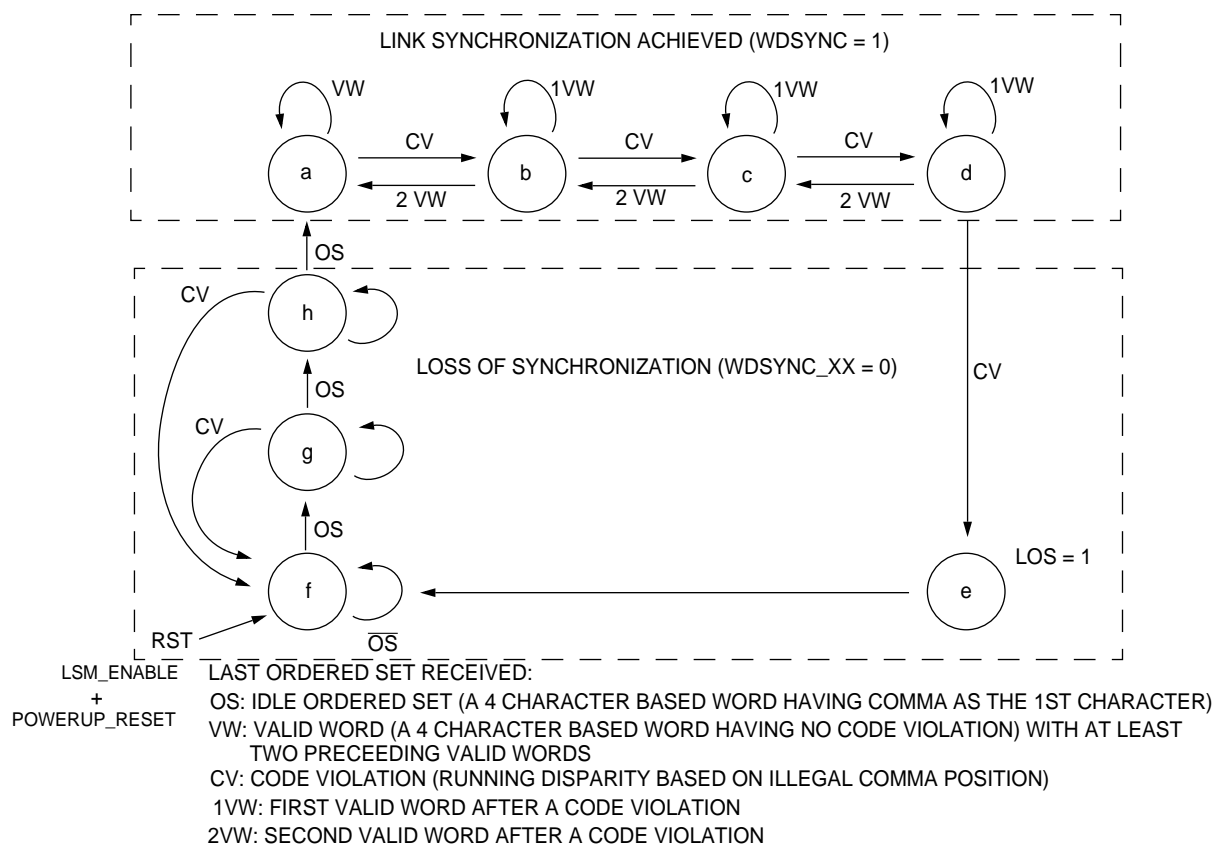 LINK SYNCHRONIZATION ACHIEVED (WDSYNC = 1)
VW
1VW
1VW
1VW
CV
CV
CV
a
b
c
d
2 VW
2 VW
2 VW
OS
CV
h
LOSS OF SYNCHRONIZATION (WDSYNC_XX = 0)
CV
OS
CV
g
OS
LOS = 1
f
e
RST
O̅S̅
LSM_ENABLE
+
POWERUP_RESET
LAST ORDERED SET RECEIVED:
OS: IDLE ORDERED SET (A 4 CHARACTER BASED WORD HAVING COMMA AS THE 1ST CHARACTER)
VW: VALID WORD (A 4 CHARACTER BASED WORD HAVING NO CODE VIOLATION) WITH AT LEAST
TWO PRECEEDING VALID WORDS
CV: CODE VIOLATION (RUNNING DISPARITY BASED ON ILLEGAL COMMA POSITION)
1VW: FIRST VALID WORD AFTER A CODE VIOLATION
2VW: SECOND VALID WORD AFTER A CODE VIOLATION